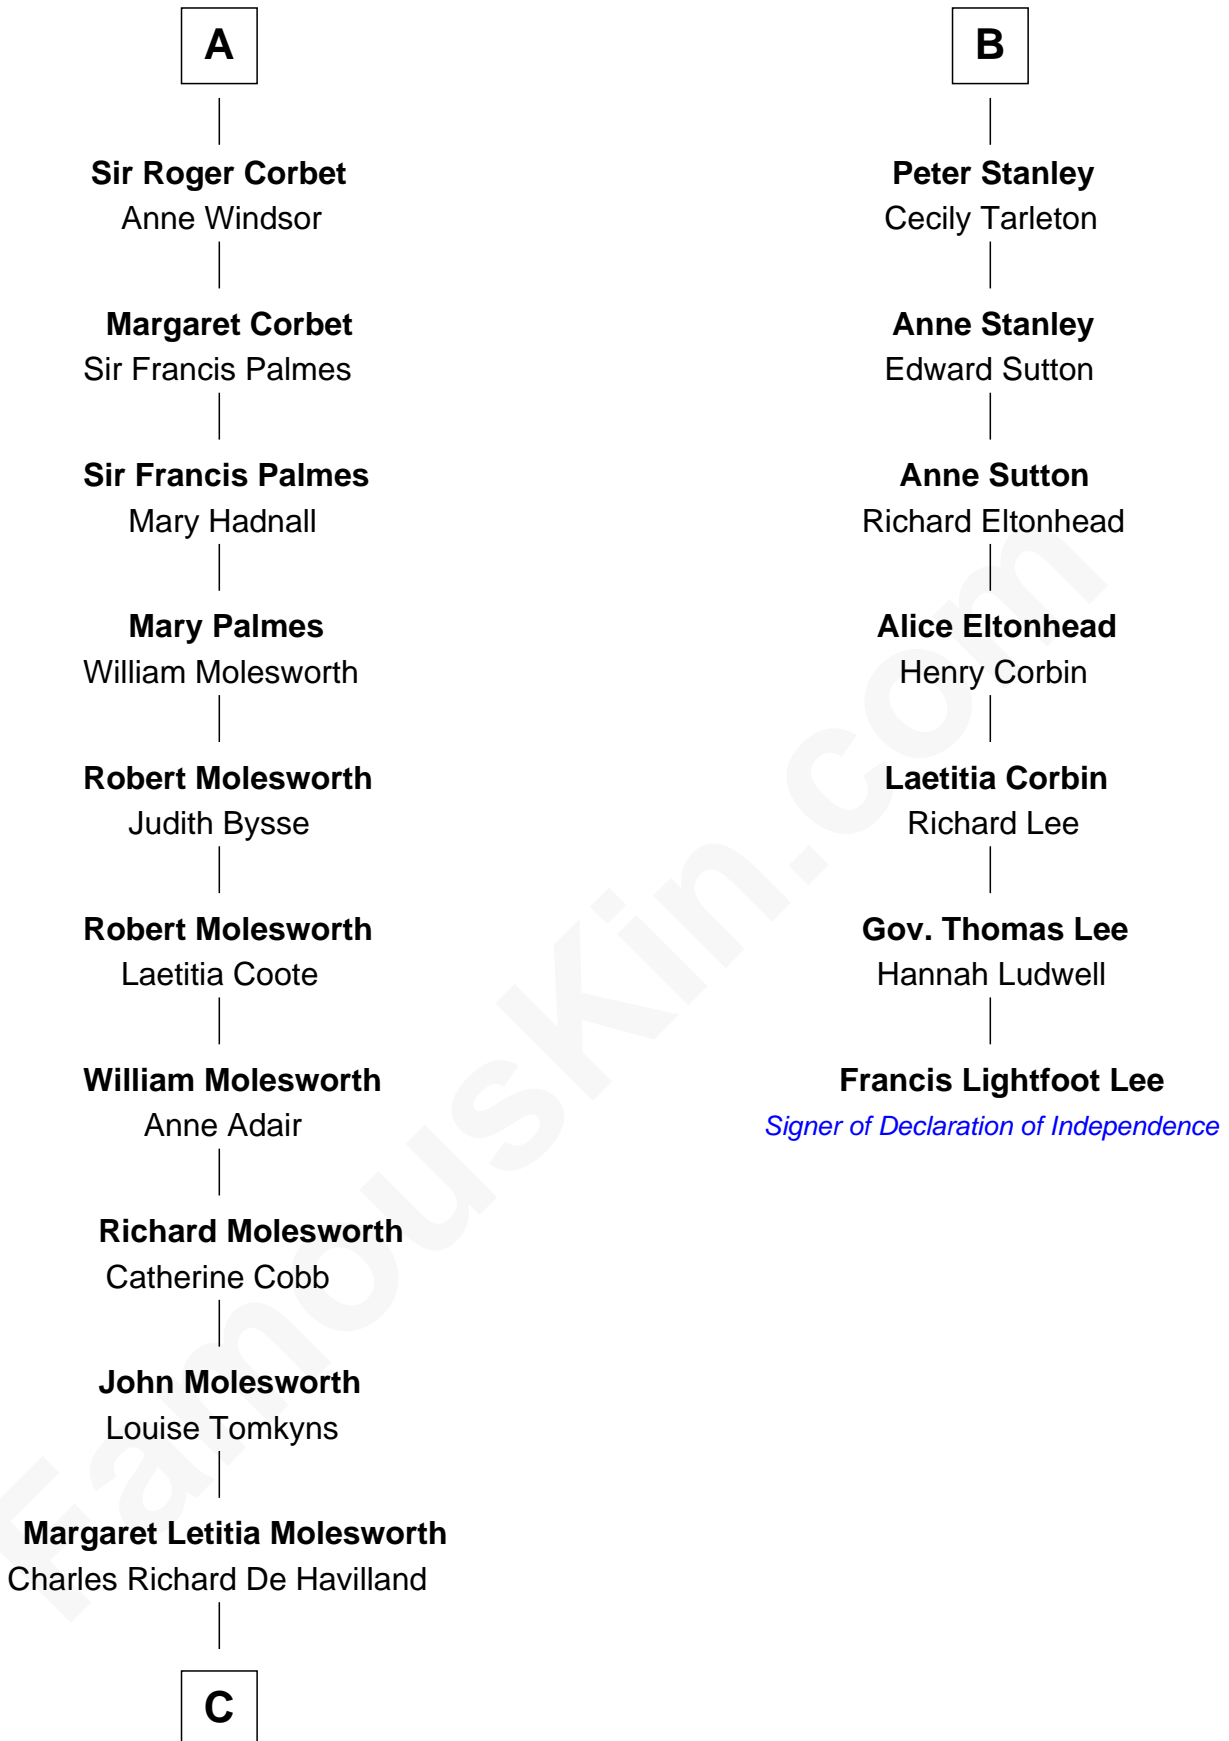 A
Sir Roger Corbet
Anne Windsor
Margaret Corbet
Sir Francis Palmes
Sir Francis Palmes
Mary Hadnall
Mary Palmes
William Molesworth
Robert Molesworth
Judith Bysse
Robert Molesworth
Laetitia Coote
William Molesworth
Anne Adair
Richard Molesworth
Catherine Cobb
John Molesworth
Louise Tomkyns
Margaret Letitia Molesworth
Charles Richard De Havilland
C
B
Peter Stanley
Cecily Tarleton
Anne Stanley
Edward Sutton
Anne Sutton
Richard Eltonhead
Alice Eltonhead
Henry Corbin
Laetitia Corbin
Richard Lee
Gov. Thomas Lee
Hannah Ludwell
Francis Lightfoot Lee
Signer of Declaration of Independence
FamousKin.com